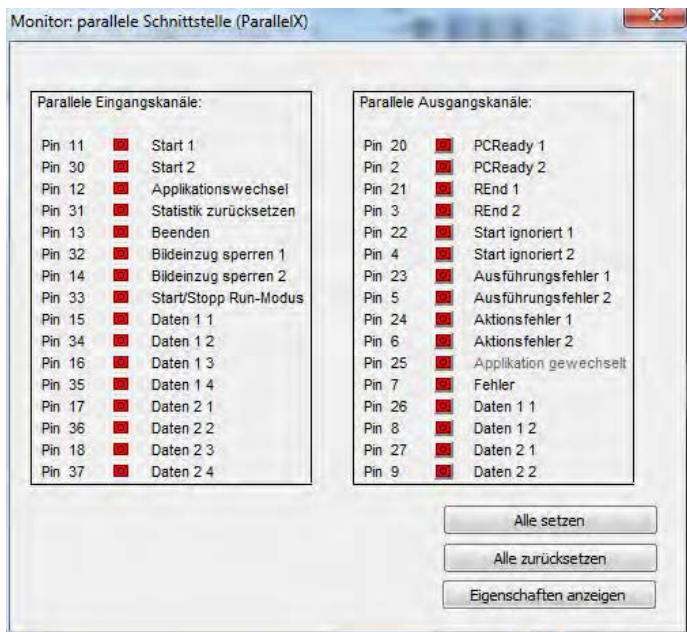 Monitor: parallele Schnittstelle (ParallelX)
Parallele Eingangskanäle:
Pin 11 Start 1
Pin 30 Start 2
Pin 12 Applikationswechsel
Pin 31 Statistik zurücksetzen
Pin 13 Beenden
Pin 32 Bildeinzug sperren 1
Pin 14 Bildeinzug sperren 2
Pin 33 Start/Stopp Run-Modus
Pin 15 Daten 1 1
Pin 34 Daten 1 2
Pin 16 Daten 1 3
Pin 35 Daten 1 4
Pin 17 Daten 2 1
Pin 36 Daten 2 2
Pin 18 Daten 2 3
Pin 37 Daten 2 4
Parallele Ausgangskanäle:
Pin 20 PCReady 1
Pin 2 PCReady 2
Pin 21 REnd 1
Pin 3 REnd 2
Pin 22 Start ignoriert 1
Pin 4 Start ignoriert 2
Pin 23 Ausführungsfehler 1
Pin 5 Ausführungsfehler 2
Pin 24 Aktionsfehler 1
Pin 6 Aktionsfehler 2
Pin 25 Applikation gewechselt
Pin 7 Fehler
Pin 26 Daten 1 1
Pin 8 Daten 1 2
Pin 27 Daten 2 1
Pin 9 Daten 2 2
Alle setzen
Alle zurücksetzen
Eigenschaften anzeigen